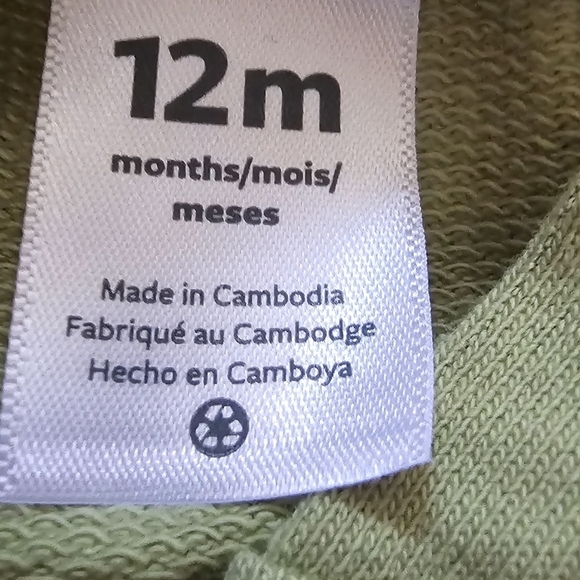 12m
months/mois/
meses
Made in Cambodia
Fabriqué au Cambodge
Hecho en Camboya